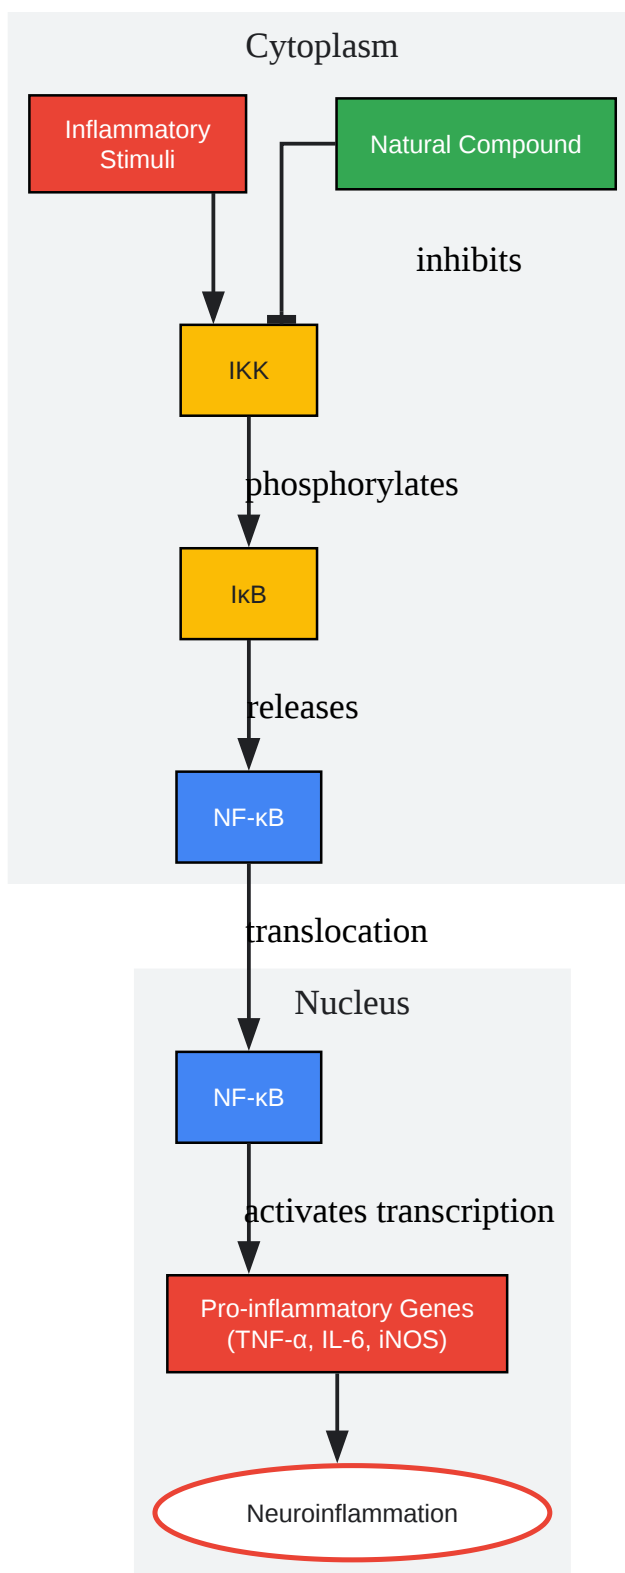 Cytoplasm
Inflammatory
Stimuli
Natural Compound
inhibits
IKK
phosphorylates
IκB
releases
NF-κB
translocation
Nucleus
NF-κB
activates transcription
Pro-inflammatory Genes
(TNF-α, IL-6, iNOS)
Neuroinflammation